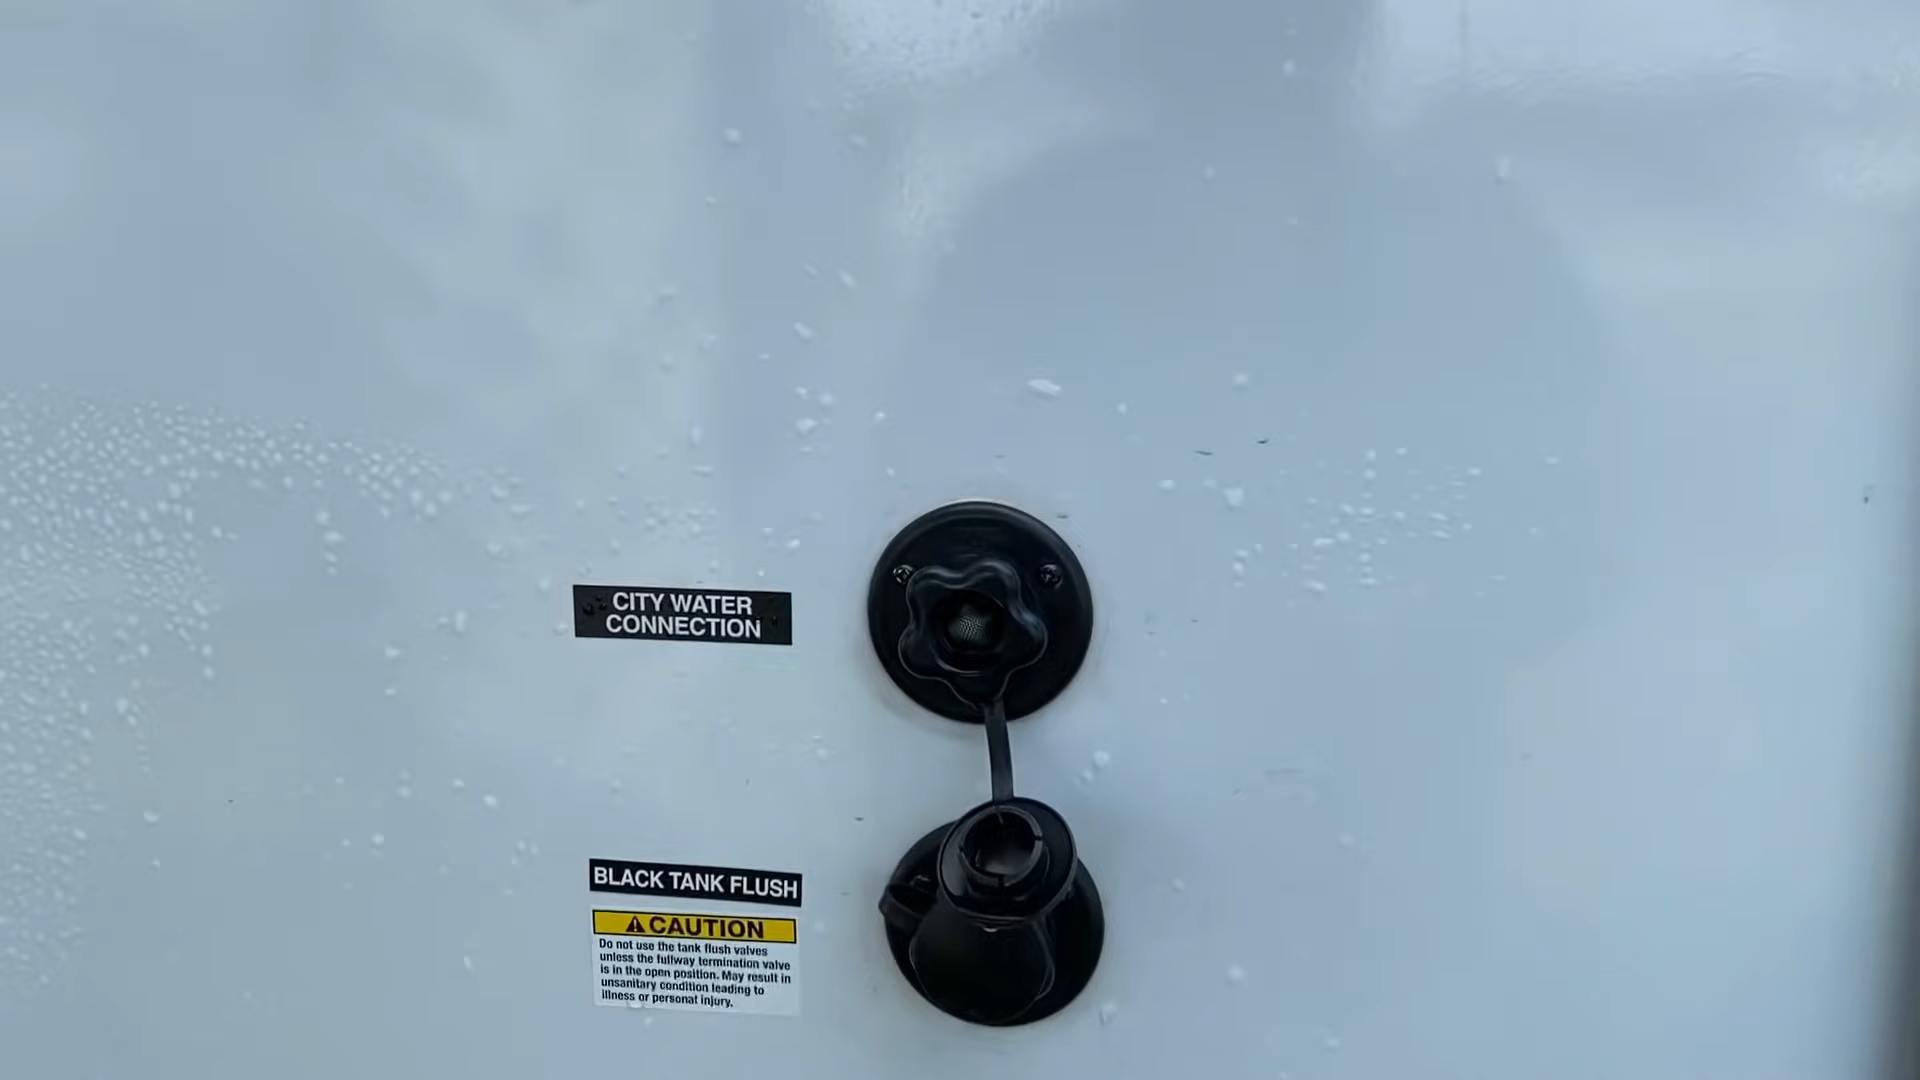 CITY WATER
CONNECTION
BLACK TANK FLUSH
CAUTION
Do not use the tank flush valves
unless the fullway termination valve
is in the open position. May result in
unsanitary condition leading to
illness or personal injury.